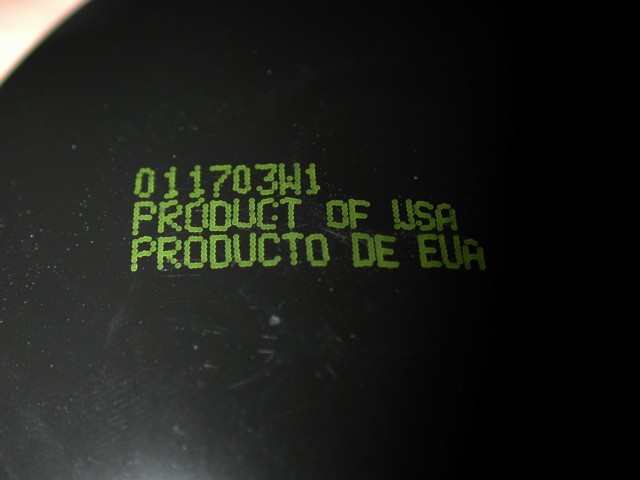 011703W1
PRODUCT OF USA
PRODUCTO DE EUA